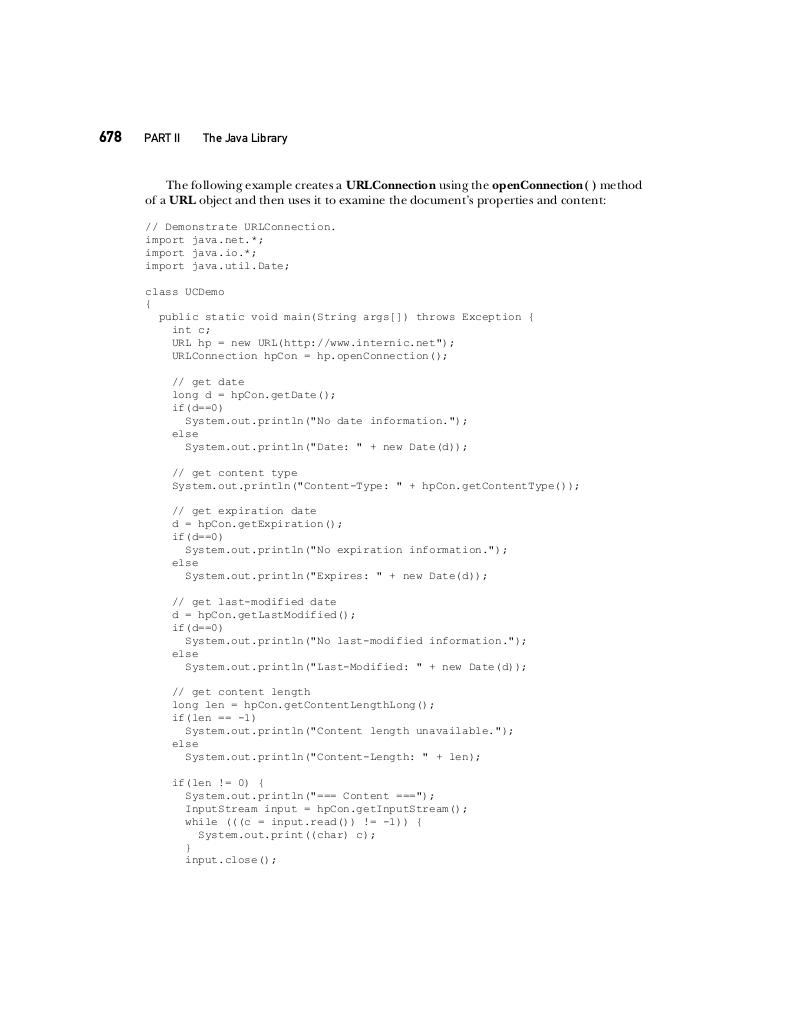 678 PART II The Java Library
The following example creates a URLConnection using the openConnection( ) method
of a URL object and then uses it to examine the document's properties and content:
// Demonstrate URLConnection.
import java.net.*;
import java.io.*;
import java.util.Date;
class UCDemo
{
  public static void main(String args[]) throws Exception {
    int c;
    URL hp = new URL(http://www.internic.net");
    URLConnection hpCon = hp.openConnection();
    // get date
    long d = hpCon.getDate();
    if(d==0)
      System.out.println("No date information.");
    else
      System.out.println("Date: " + new Date(d));
    // get content type
    System.out.println("Content-Type: " + hpCon.getContentType());
    // get expiration date
    d = hpCon.getExpiration();
    if(d==0)
      System.out.println("No expiration information.");
    else
      System.out.println("Expires: " + new Date(d));
    // get last-modified date
    d = hpCon.getLastModified();
    if(d==0)
      System.out.println("No last-modified information.");
    else
      System.out.println("Last-Modified: " + new Date(d));
    // get content length
    long len = hpCon.getContentLengthLong();
    if(len == -1)
      System.out.println("Content length unavailable.");
    else
      System.out.println("Content-Length: " + len);
    if(len != 0) {
      System.out.println("=== Content ===");
      InputStream input = hpCon.getInputStream();
      while (((c = input.read()) != -1)) {
        System.out.print((char) c);
      }
      input.close();